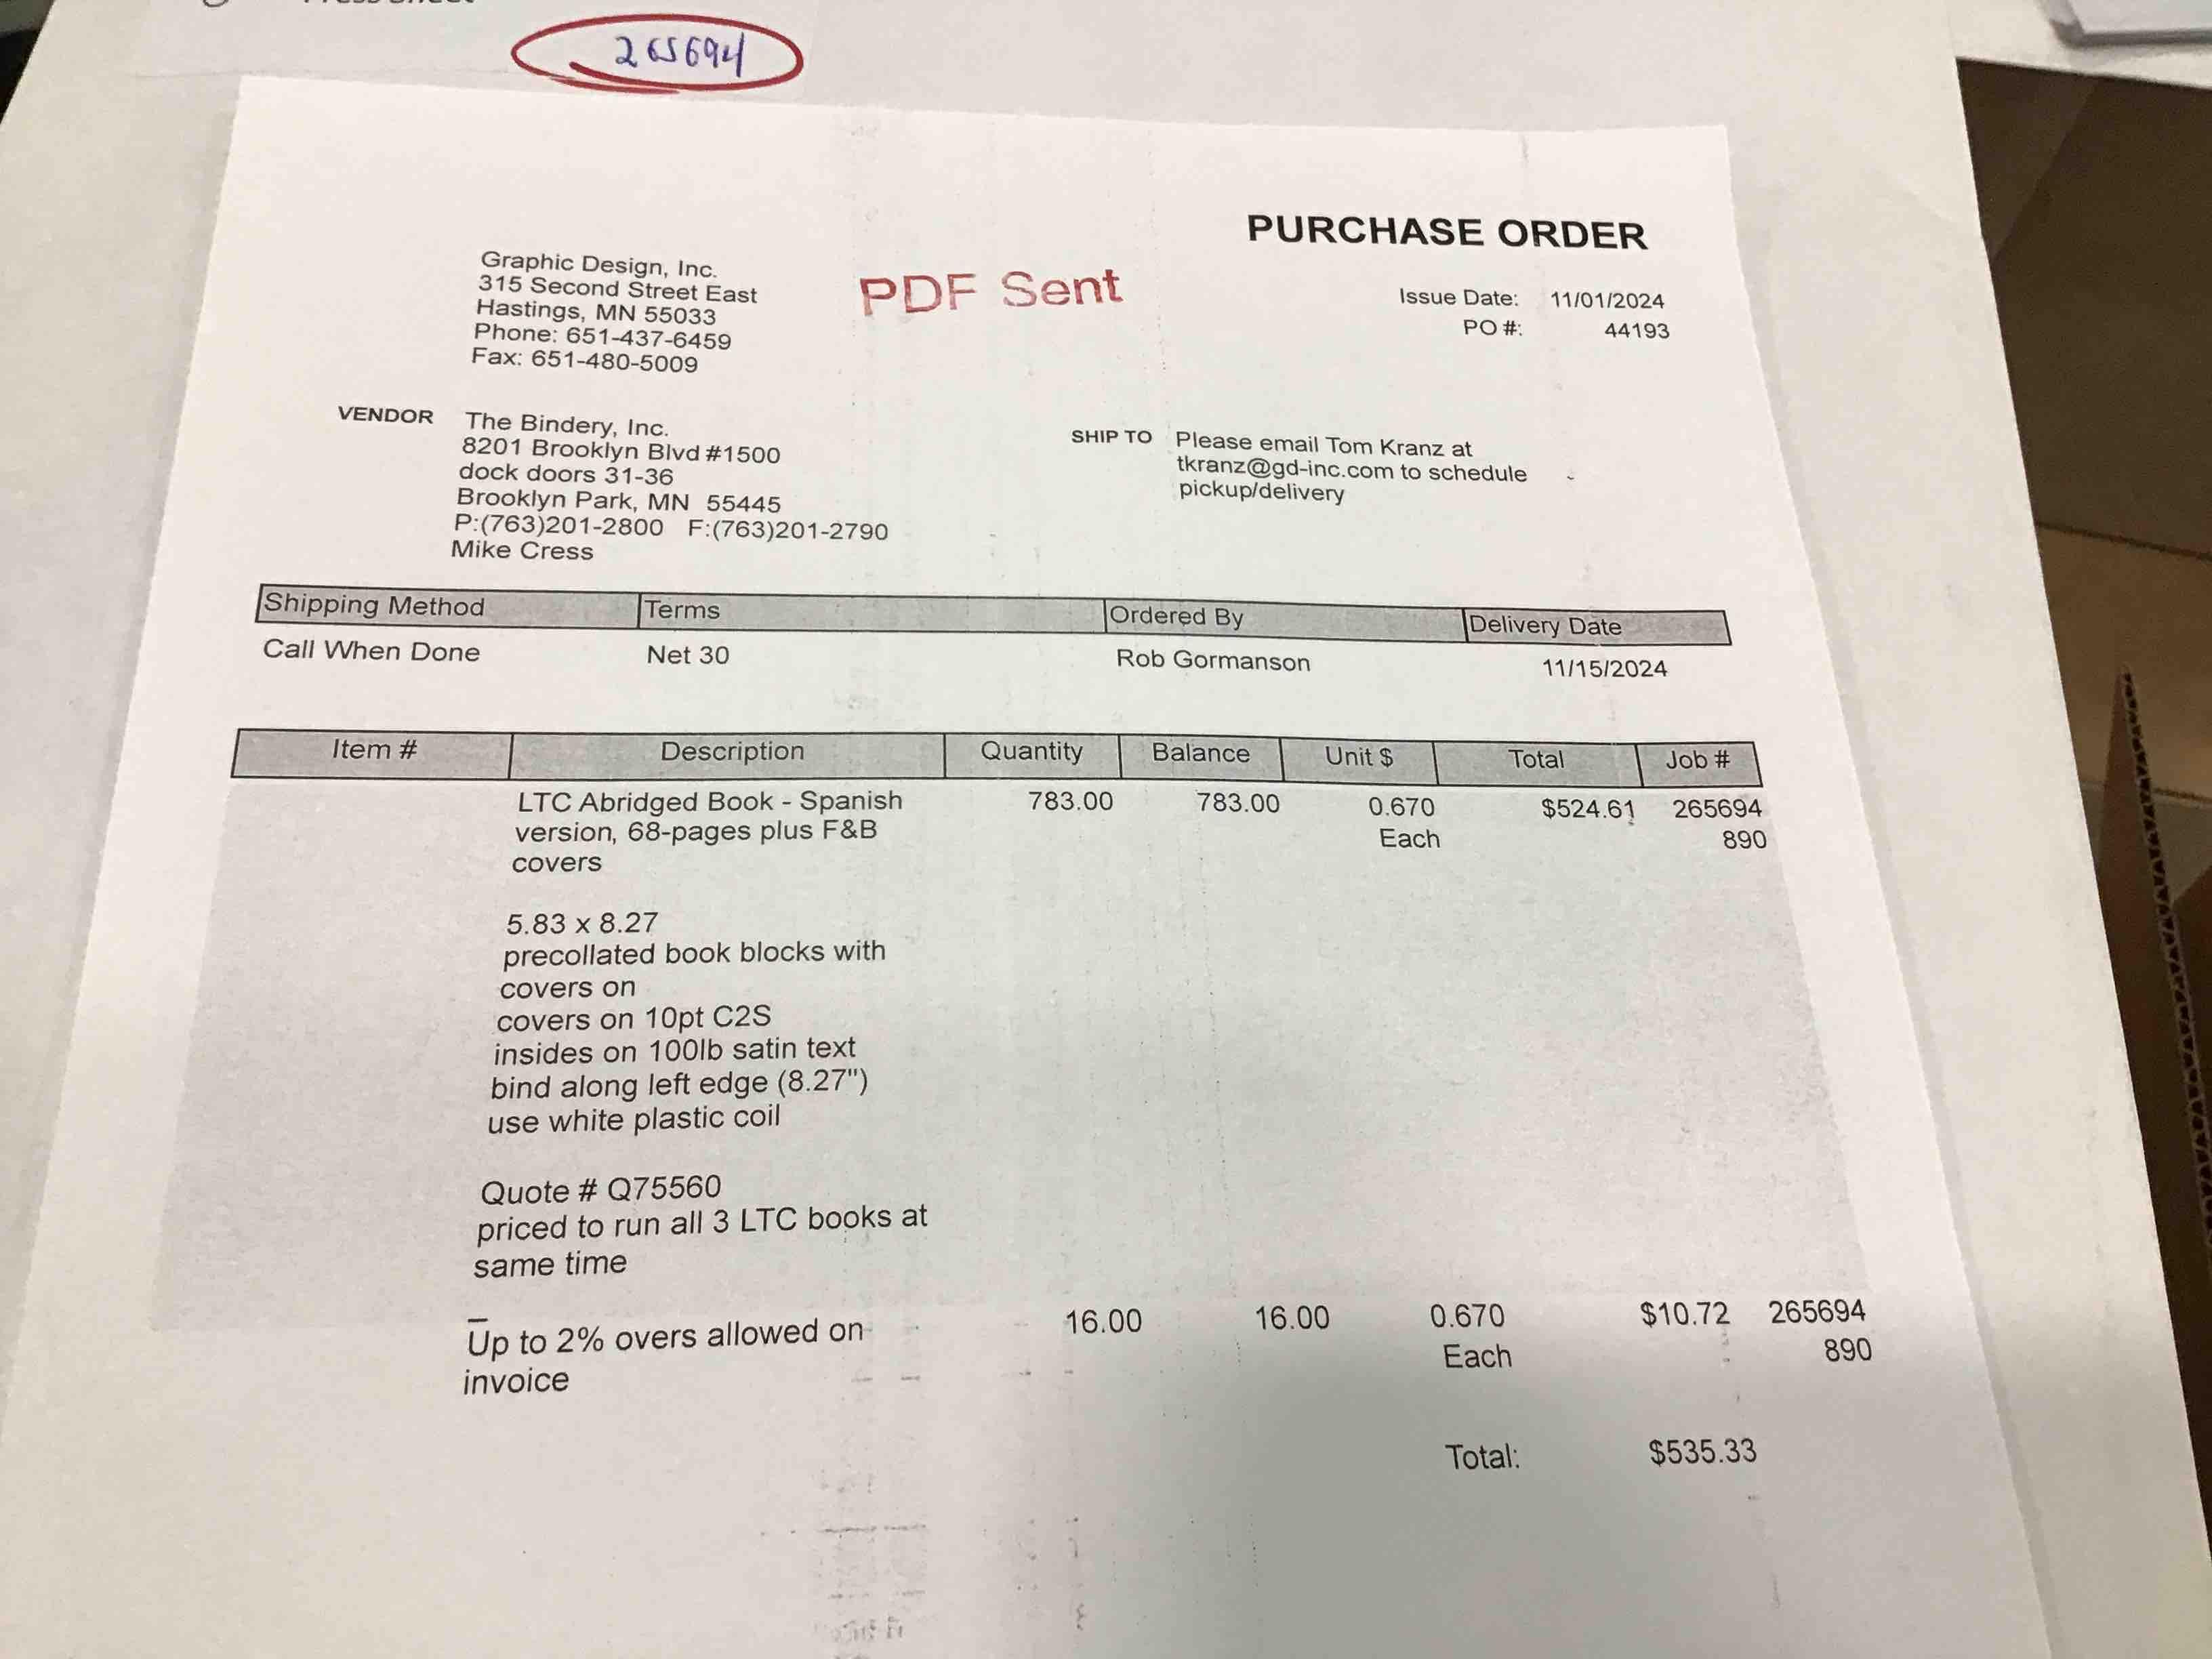 265694
PURCHASE ORDER
Graphic Design, Inc.
315 Second Street East
Hastings, MN 55033
Phone: 651-437-6459
Fax: 651-480-5009
PDF Sent
Issue Date: 11/01/2024
PO #: 44193
VENDOR
The Bindery, Inc.
8201 Brooklyn Blvd #1500
dock doors 31-36
Brooklyn Park, MN 55445
P:(763)201-2800 F:(763)201-2790
Mike Cress
SHIP TO
Please email Tom Kranz at
tkranz@gd-inc.com to schedule
pickup/delivery
Shipping Method Terms Ordered By Delivery Date
Call When Done Net 30 Rob Gormanson 11/15/2024
Item # Description Quantity Balance Unit $ Total Job #
LTC Abridged Book - Spanish 783.00 783.00 0.670 $524.61 265694
version, 68-pages plus F&B Each 890
covers
5.83 x 8.27
precollated book blocks with
covers on
covers on 10pt C2S
insides on 100lb satin text
bind along left edge (8.27")
use white plastic coil
Quote # Q75560
priced to run all 3 LTC books at
same time
Up to 2% overs allowed on 16.00 16.00 0.670 $10.72 265694
invoice Each 890
Total: $535.33